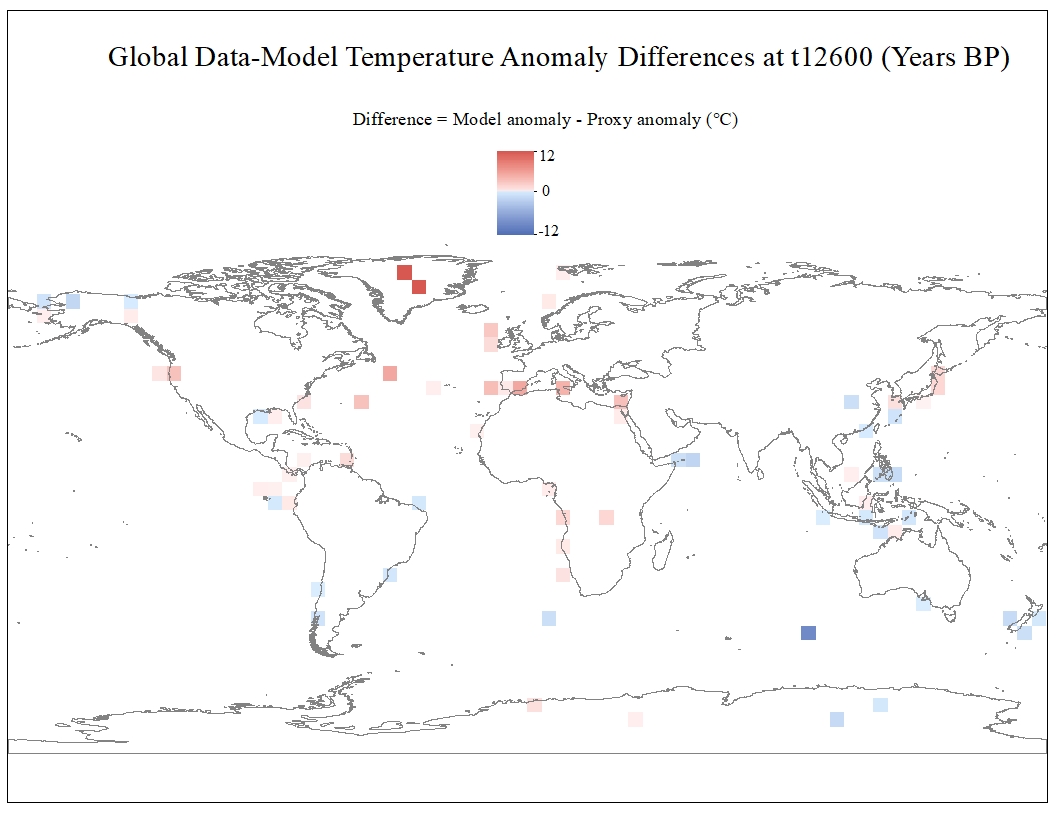 Global Data-Model Temperature Anomaly Differences at t12600 (Years BP)
Difference = Model anomaly - Proxy anomaly (°C)
12
0
-12